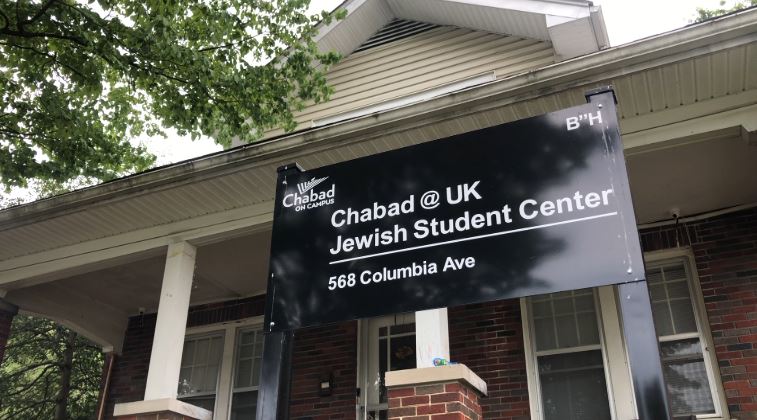 B"H
Chabad
ON CAMPUS
Chabad @ UK
Jewish Student Center
568 Columbia Ave